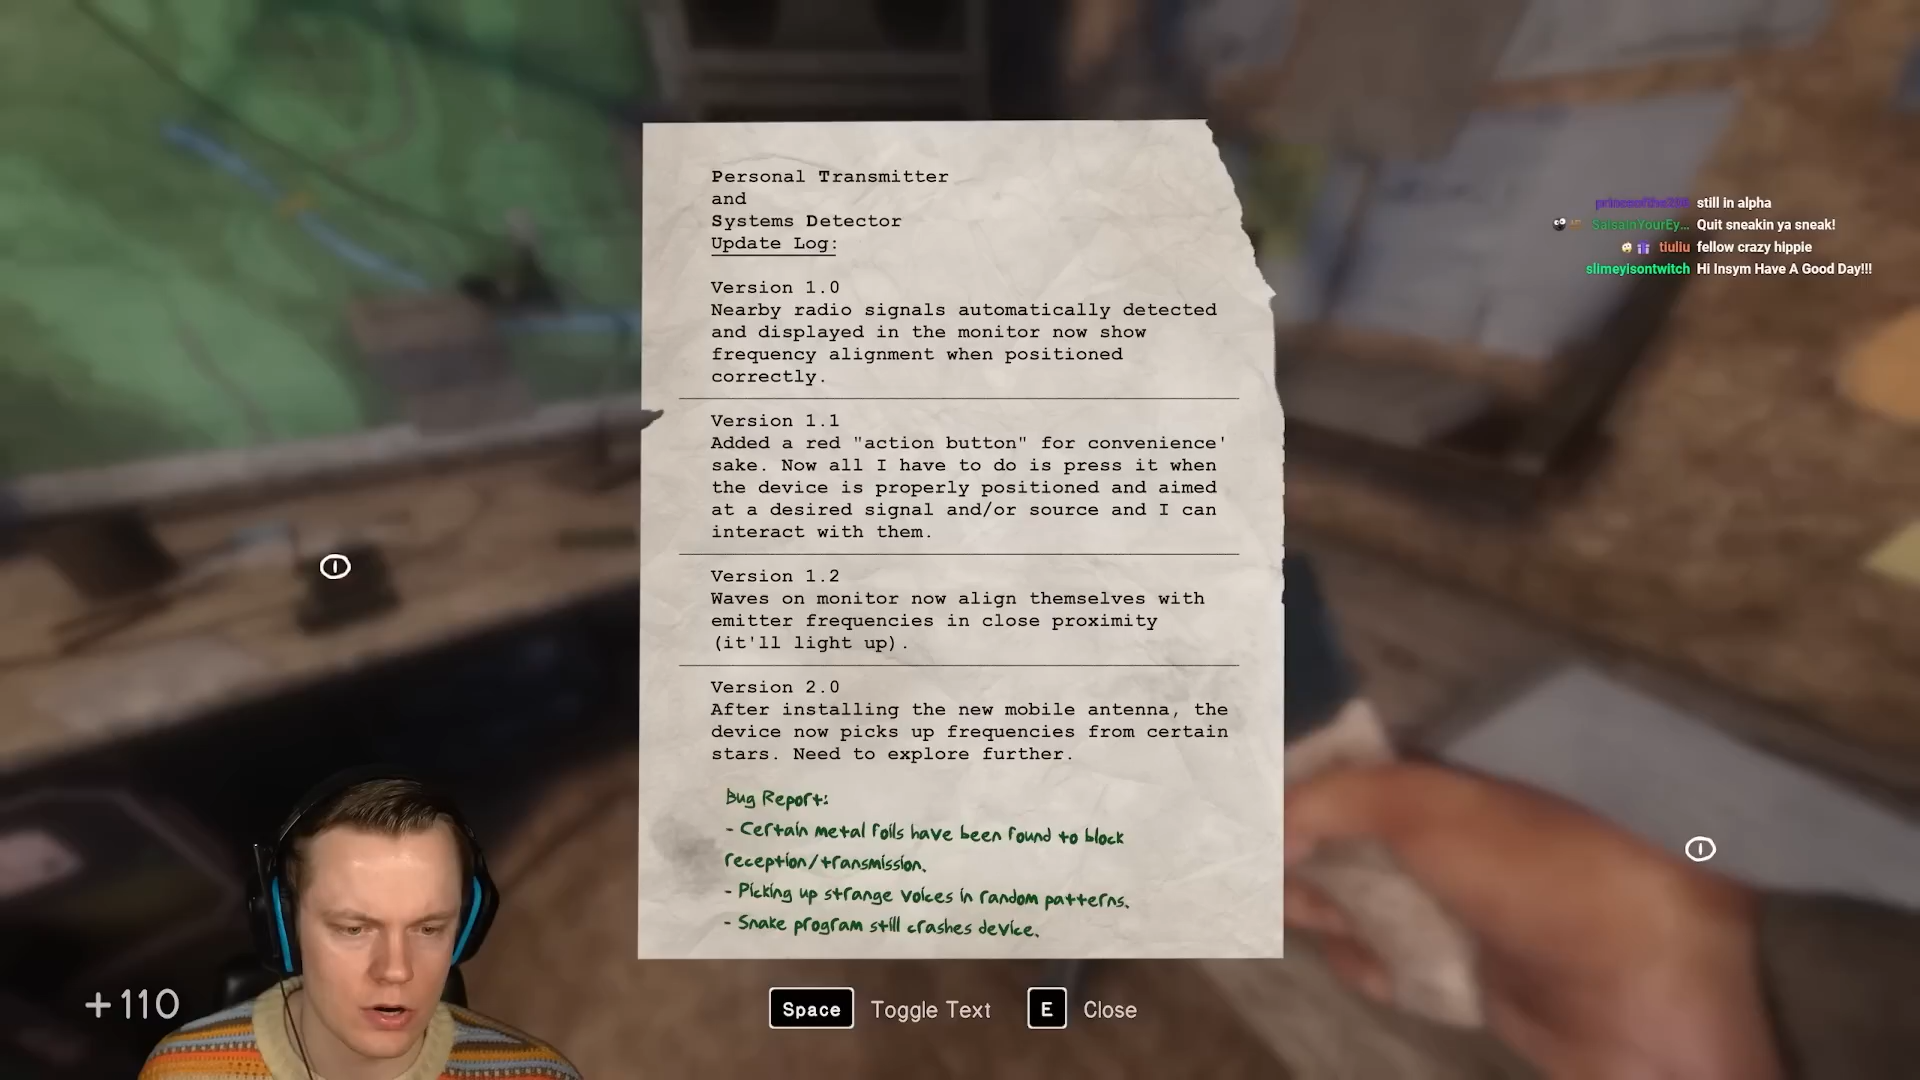 Personal Transmitter
and
Systems Detector
Update Log:
Version 1.0
Nearby radio signals automatically detected
and displayed in the monitor now show
frequency alignment when positioned
correctly.
Version 1.1
Added a red "action button" for convenience'
sake. Now all I have to do is press it when
the device is properly positioned and aimed
at a desired signal and/or source and I can
interact with them.
Version 1.2
Waves on monitor now align themselves with
emitter frequencies in close proximity
(it'll light up).
Version 2.0
After installing the new mobile antenna, the
device now picks up frequencies from certain
stars. Need to explore further.
Bug Report:
- Certain metal foils have been found to block
reception/transmission.
- Picking up strange voices in random patterns.
- Snake program still crashes device.
still in alpha
SalsaInYourEy... Quit sneakin ya sneak!
tiuliu fellow crazy hippie
slimeyisontwitch Hi Insym Have A Good Day!!!
+110
Space Toggle Text E Close